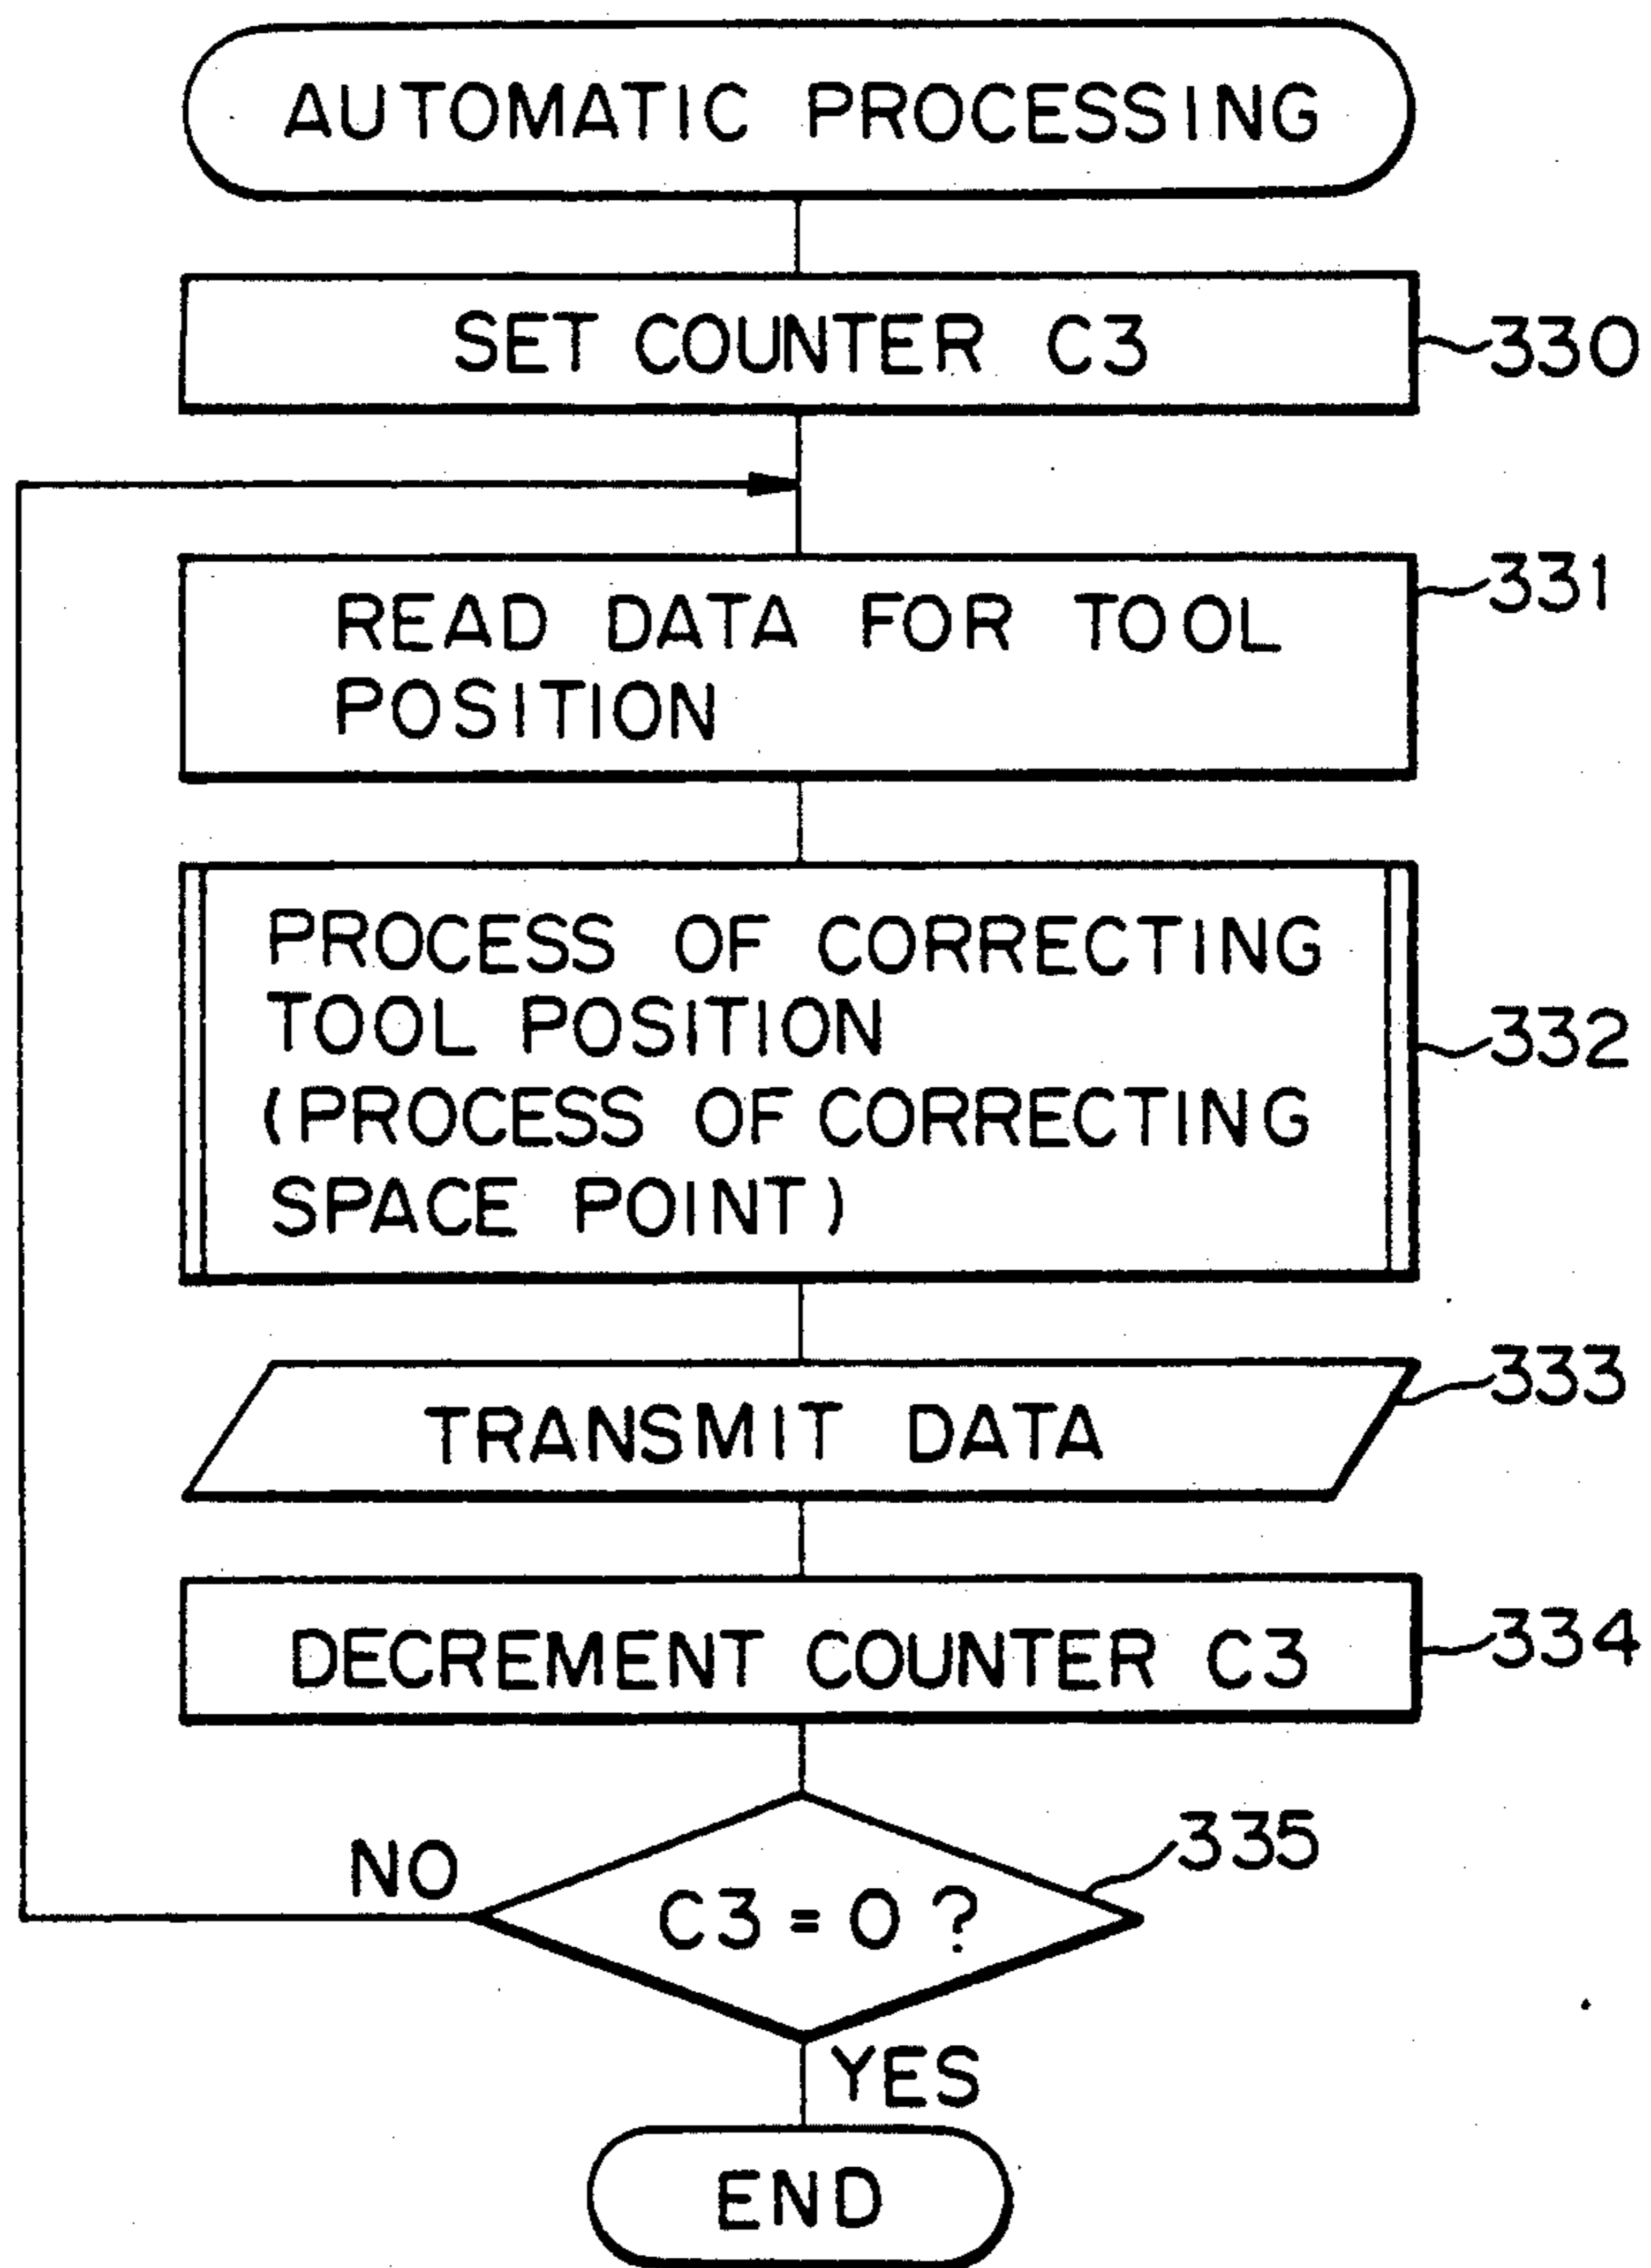 AUTOMATIC PROCESSING
SET COUNTER C3
330
READ DATA FOR TOOL
POSITION
331
PROCESS OF CORRECTING
TOOL POSITION
(PROCESS OF CORRECTING
SPACE POINT)
332
TRANSMIT DATA
333
DECREMENT COUNTER C3
334
C3=0?
335
NO
YES
END